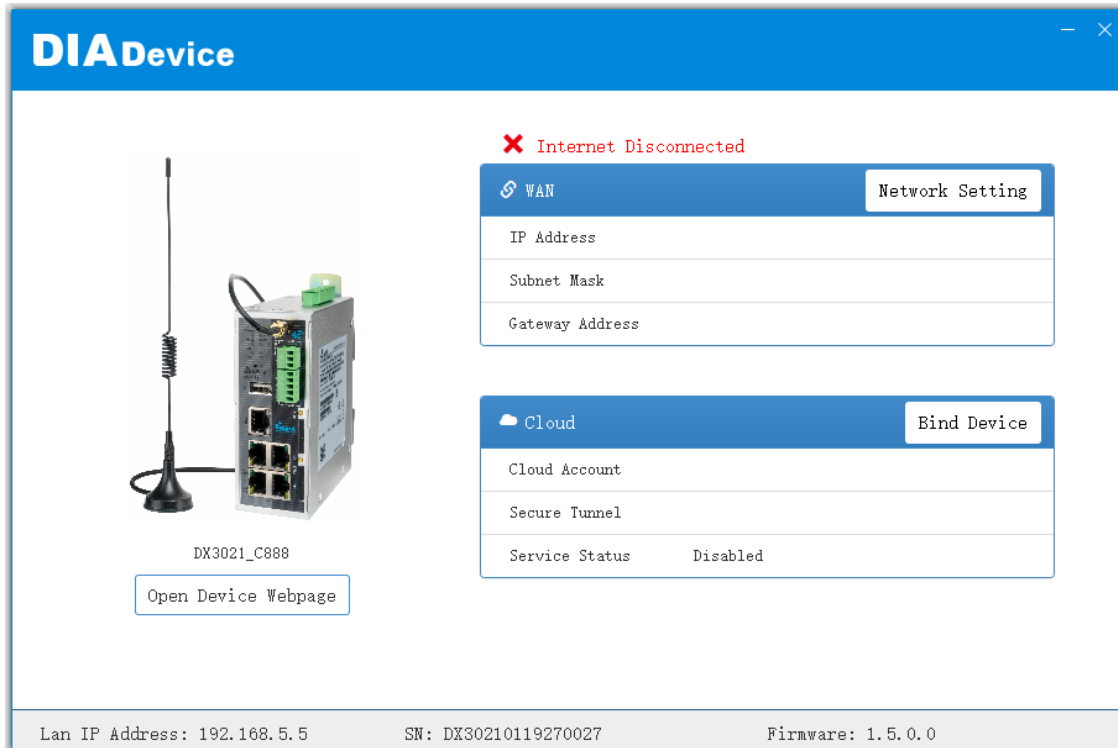 DIADevice
Internet Disconnected
WAN
Network Setting
IP Address
Subnet Mask
Gateway Address
Cloud
Bind Device
Cloud Account
Secure Tunnel
Service Status Disabled
DX3021_C888
Open Device Webpage
Lan IP Address: 192.168.5.5 SN: DX30210119270027 Firmware: 1.5.0.0